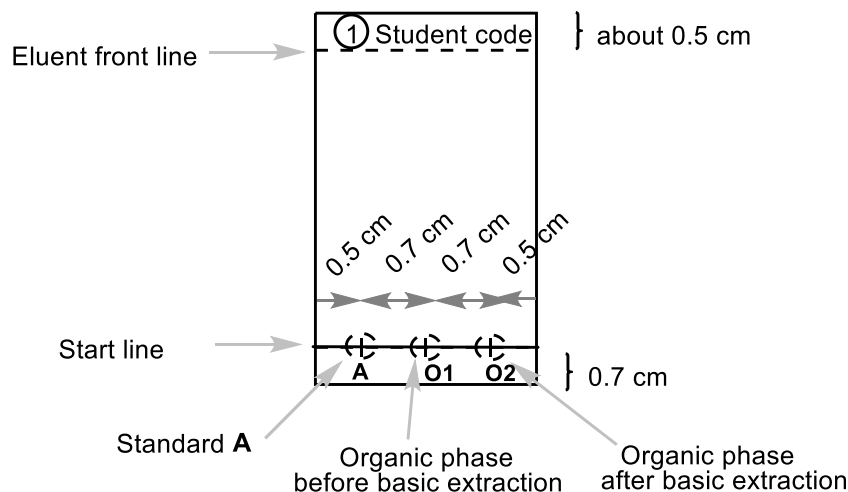 1 Student code
about 0.5 cm
Eluent front line
0.5 cm
0.7 cm
0.7 cm
0.5 cm
Start line
A
O1
O2
0.7 cm
Standard A
Organic phase
before basic extraction
Organic phase
after basic extraction